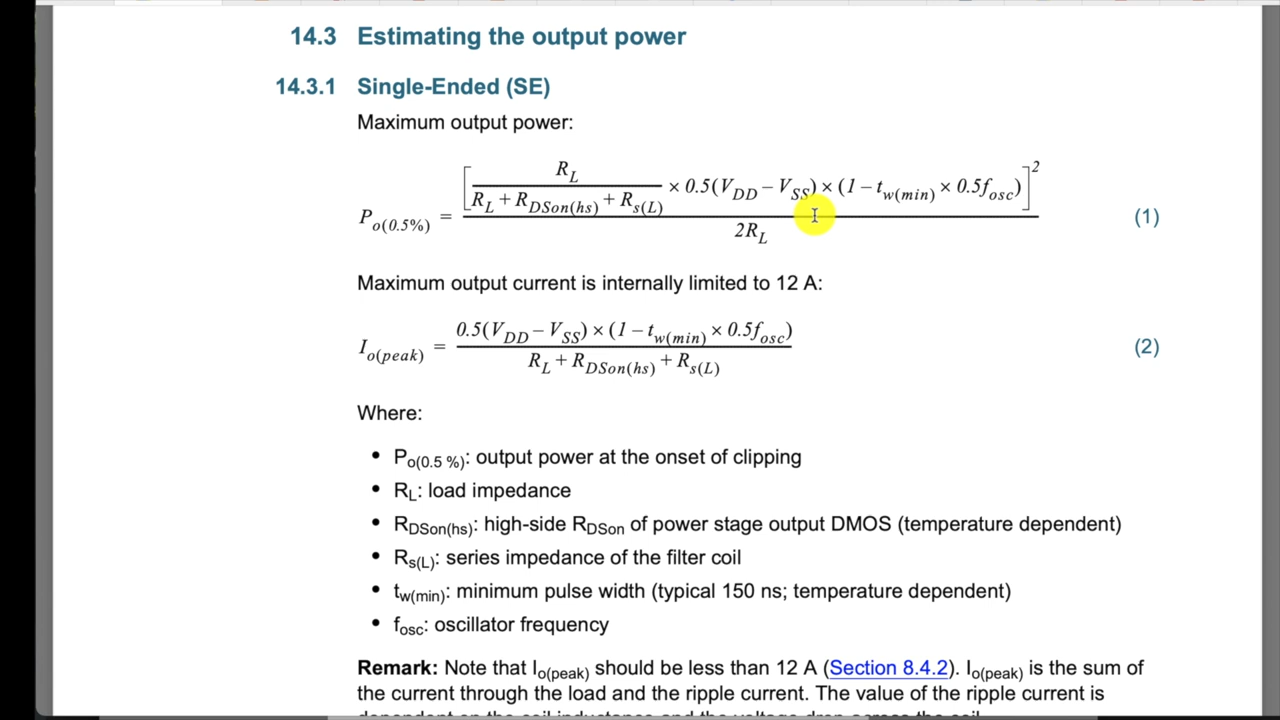 14.3 Estimating the output power
14.3.1 Single-Ended (SE)
Maximum output power:
P_o(0.5%) = [ R_L / (R_L + R_DSon(hs) + R_s(L)) × 0.5(V_DD – V_SS) × (1 – t_w(min) × 0.5f_osc) ]^2 / 2R_L (1)
Maximum output current is internally limited to 12 A:
I_o(peak) = 0.5(V_DD – V_SS) × (1 – t_w(min) × 0.5f_osc) / (R_L + R_DSon(hs) + R_s(L)) (2)
Where:
• P_o(0.5 %): output power at the onset of clipping
• R_L: load impedance
• R_DSon(hs): high-side R_DSon of power stage output DMOS (temperature dependent)
• R_s(L): series impedance of the filter coil
• t_w(min): minimum pulse width (typical 150 ns; temperature dependent)
• f_osc: oscillator frequency
Remark: Note that I_o(peak) should be less than 12 A (Section 8.4.2). I_o(peak) is the sum of
the current through the load and the ripple current. The value of the ripple current is